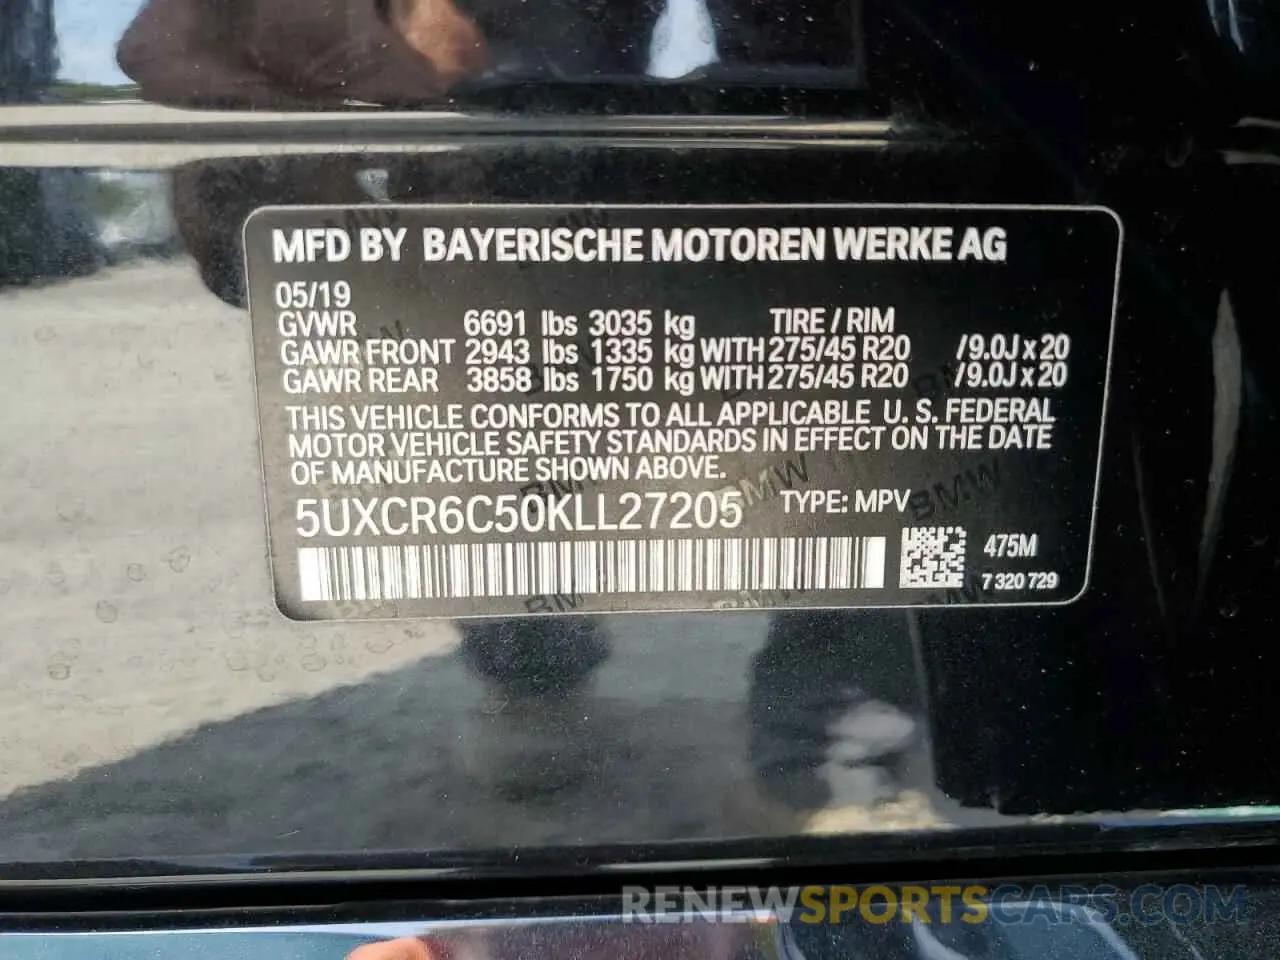 MFD BY BAYERISCHE MOTOREN WERKE AG
05/19
GVWR 6691 lbs 3035 kg TIRE / RIM
GAWR FRONT 2943 lbs 1335 kg WITH 275/45 R20 /9.0J x 20
GAWR REAR 3858 lbs 1750 kg WITH 275/45 R20 /9.0J x 20
THIS VEHICLE CONFORMS TO ALL APPLICABLE U. S. FEDERAL
MOTOR VEHICLE SAFETY STANDARDS IN EFFECT ON THE DATE
OF MANUFACTURE SHOWN ABOVE.
5UXCR6C50KLL27205 TYPE: MPV
475M
7 320 729
RENEWSPORTSCARS.COM